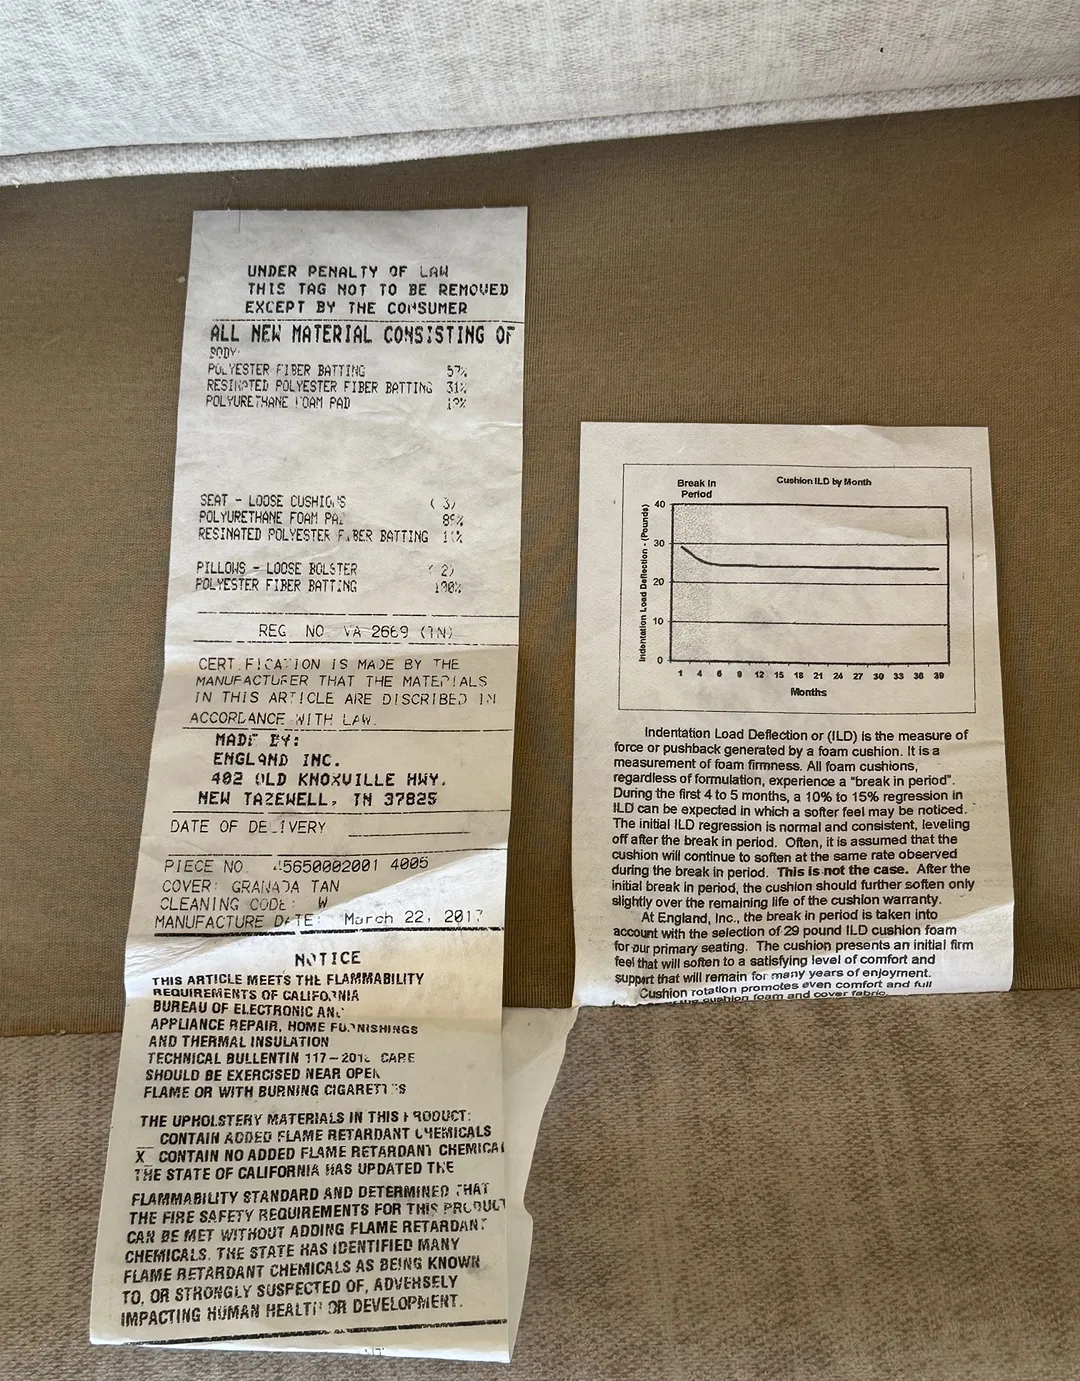 UNDER PENALTY OF LAW
THIS TAG NOT TO BE REMOVED
EXCEPT BY THE CONSUMER
ALL NEW MATERIAL CONSISTING OF
BODY:
POLYESTER FIBER BATTING 57%
RESINATED POLYESTER FIBER BATTING 31%
POLYURETHANE FOAM PAD
SEAT - LOOSE CUSHIONS ( 3)
POLYURETHANE FOAM PAD
RESINATED POLYESTER FIBER BATTING
PILLOWS - LOOSE BOLSTER ( 2)
POLYESTER FIBER BATTING 100%
REG. NO. VA 2669 (TN)
CERTIFICATION IS MADE BY THE
MANUFACTURER THAT THE MATERIALS
IN THIS ARTICLE ARE DISCRIBED IN
ACCORDANCE WITH LAW.
MADE BY:
ENGLAND INC.
402 OLD KNOXVILLE HWY.
NEW TAZEWELL, TN 37825
DATE OF DELIVERY
PIECE NO. 45650002001 4005
COVER: GRANADA TAN
CLEANING CODE: W
MANUFACTURE DATE: March 22, 2017
NOTICE
THIS ARTICLE MEETS THE FLAMMABILITY
REQUIREMENTS OF CALIFORNIA
BUREAU OF ELECTRONIC AND
APPLIANCE REPAIR, HOME FURNISHINGS
AND THERMAL INSULATION
TECHNICAL BULLENTIN CARE
SHOULD BE EXERCISED NEAR OPEN
FLAME OR WITH BURNING CIGARETTES
THE UPHOLSTERY MATERIALS IN THIS PRODUCT:
CONTAIN ADDED FLAME RETARDANT CHEMICALS
X CONTAIN NO ADDED FLAME RETARDANT CHEMICAL
THE STATE OF CALIFORNIA HAS UPDATED THE
FLAMMABILITY STANDARD AND DETERMINED THAT
THE FIRE SAFETY REQUIREMENTS FOR THIS PRODUCT
CAN BE MET WITHOUT ADDING FLAME RETARDANT
CHEMICALS. THE STATE HAS IDENTIFIED MANY
FLAME RETARDANT CHEMICALS AS BEING KNOWN
TO, OR STRONGLY SUSPECTED OF, ADVERSELY
IMPACTING HUMAN HEALTH OR DEVELOPMENT.
Break In
Period
Cushion ILD by Month
Indentation Load Deflection - (Pounds)
40
30
20
10
0
1 4 6 9 12 15 18 21 24 27 30 33 36 39
Months
Indentation Load Deflection or (ILD) is the measure of
force or pushback generated by a foam cushion. It is a
measurement of foam firmness. All foam cushions,
regardless of formulation, experience a "break in period".
During the first 4 to 5 months, a 10% to 15% regression in
ILD can be expected in which a softer feel may be noticed.
The initial ILD regression is normal and consistent, leveling
off after the break in period. Often, it is assumed that the
cushion will continue to soften at the same rate observed
during the break in period. This is not the case. After the
initial break in period, the cushion should further soften only
slightly over the remaining life of the cushion warranty.
At England, Inc., the break in period is taken into
account with the selection of 29 pound ILD cushion foam
for our primary seating. The cushion presents an initial firm
feel that will soften to a satisfying level of comfort and
support that will remain for many years of enjoyment.
Cushion rotation promotes even comfort and full
the cushion foam and cover fabric.